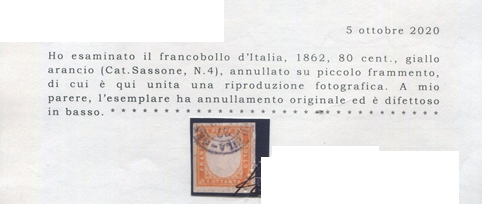 5 ottobre 2020
Ho esaminato il francobollo d'Italia, 1862, 80 cent., giallo
arancio (Cat.Sassone, N.4), annullato su piccolo frammento,
di cui è qui unita una riproduzione fotografica. A mio
parere, l'esemplare ha annullamento originale ed è difettoso
in basso. * * * * * * * * * * * * * * * * * * * * * * * * * * * * * *